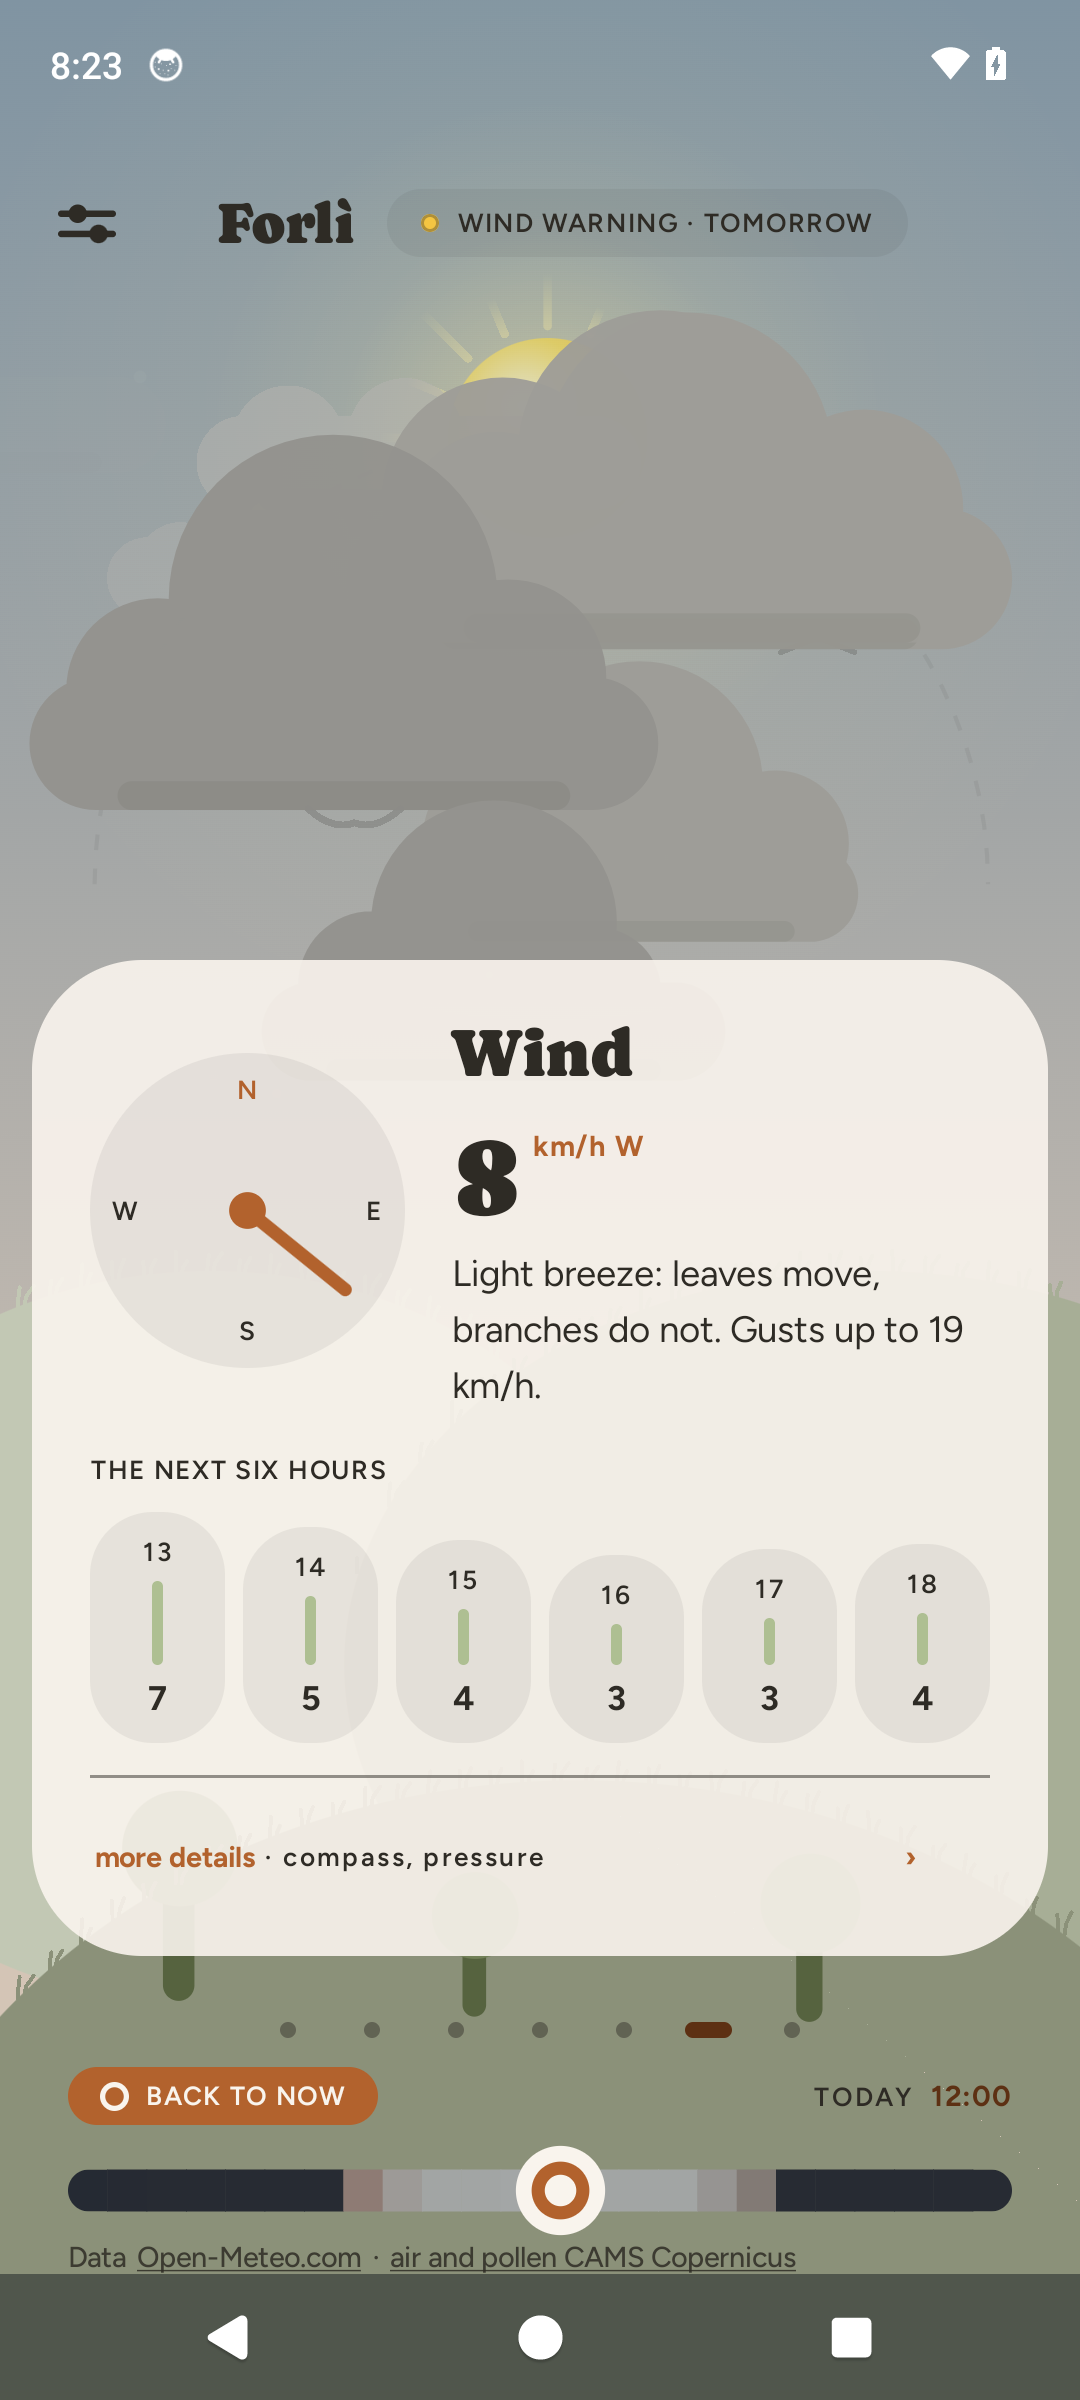 8:23
Forlì
WIND WARNING · TOMORROW
Wind
N
W
E
S
8 km/h W
Light breeze: leaves move,
branches do not. Gusts up to 19
km/h.
THE NEXT SIX HOURS
13 14 15 16 17 18
7 5 4 3 3 4
more details · compass, pressure ›
BACK TO NOW
TODAY 12:00
Data Open-Meteo.com · air and pollen CAMS Copernicus